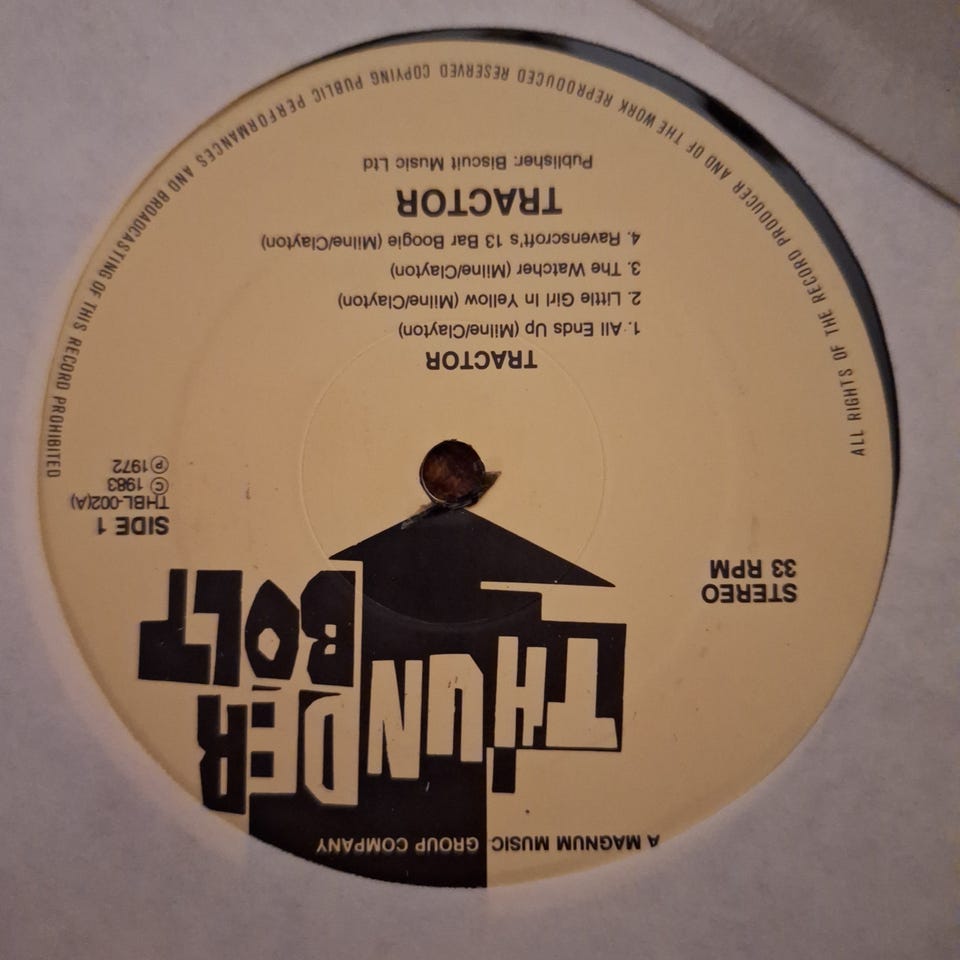 A MAGNUM MUSIC GROUP COMPANY
THUNDER
BOLT
STEREO
33 RPM
SIDE 1
THBL-002(A)
© 1983
℗ 1972
TRACTOR
1. All Ends Up (Milne/Clayton)
2. Little Girl In Yellow (Milne/Clayton)
3. The Watcher (Milne/Clayton)
4. Ravenscroft's 13 Bar Boogie (Milne/Clayton)
TRACTOR
Publisher: Biscuit Music Ltd
ALL RIGHTS OF THE RECORD PRODUCER AND OF THE WORK REPRODUCED RESERVED COPYING PUBLIC PERFORMANCES AND BROADCASTING OF THIS RECORD PROHIBITED